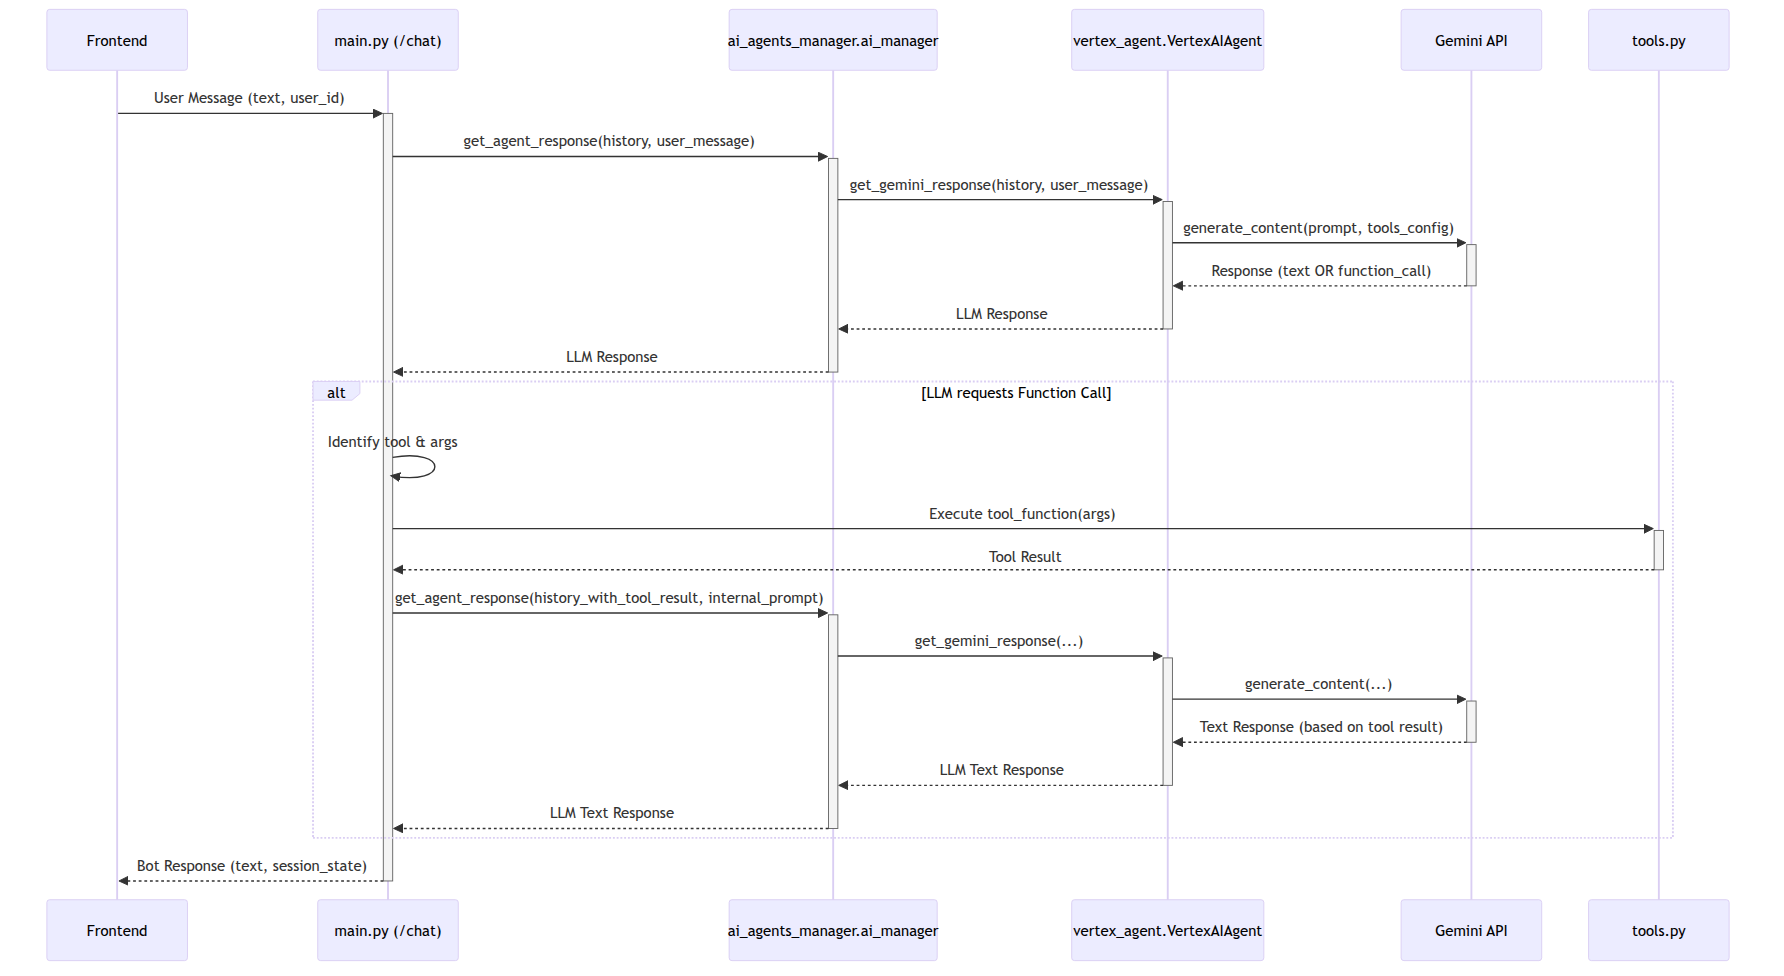 Frontend
main.py (/chat)
ai_agents_manager.ai_manager
vertex_agent.VertexAIAgent
Gemini API
tools.py
User Message (text, user_id)
get_agent_response(history, user_message)
get_gemini_response(history, user_message)
generate_content(prompt, tools_config)
Response (text OR function_call)
LLM Response
LLM Response
alt
[LLM requests Function Call]
Identify tool & args
Execute tool_function(args)
Tool Result
get_agent_response(history_with_tool_result, internal_prompt)
get_gemini_response(...)
generate_content(...)
Text Response (based on tool result)
LLM Text Response
LLM Text Response
Bot Response (text, session_state)
Frontend
main.py (/chat)
ai_agents_manager.ai_manager
vertex_agent.VertexAIAgent
Gemini API
tools.py